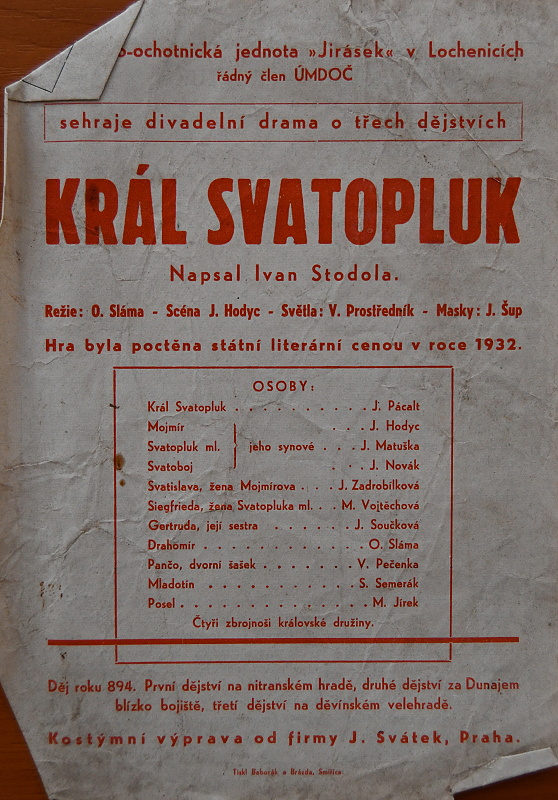 -ochotnická jednota »Jirásek« v Lochenicích
řádný člen ÚMDOČ
sehraje divadelní drama o třech dějstvích
KRÁL SVATOPLUK
Napsal Ivan Stodola.
Režie: O. Sláma - Scéna J. Hodyc - Světla: V. Prostředník - Masky: J. Šup
Hra byla poctěna státní literární cenou v roce 1932.
OSOBY:
Král Svatopluk . . . . . . . . . . J. Pácalt
Mojmír . . . J. Hodyc
Svatopluk ml. } jeho synové . . . J. Matuška
Svatoboj . . . J. Novák
Svatislava, žena Mojmírova . . . J. Zadrobílková
Siegfrieda, žena Svatopluka ml. . . M. Vojtěchová
Gertruda, její sestra . . . . . . J. Součková
Drahomír . . . . . . . . . . . . O. Sláma
Pančo, dvorní šašek . . . . . . . V. Pečenka
Mladotin . . . . . . . . . . . . S. Semerák
Posel . . . . . . . . . . . . . . M. Jírek
Čtyři zbrojnoši královské družiny.
Děj roku 894. První dějství na nitranském hradě, druhé dějství za Dunajem
blízko bojiště, třetí dějství na děvínském velehradě.
Kostýmní výprava od firmy J. Svátek, Praha.
Tiskl Baborák a Brázda, Smiřice